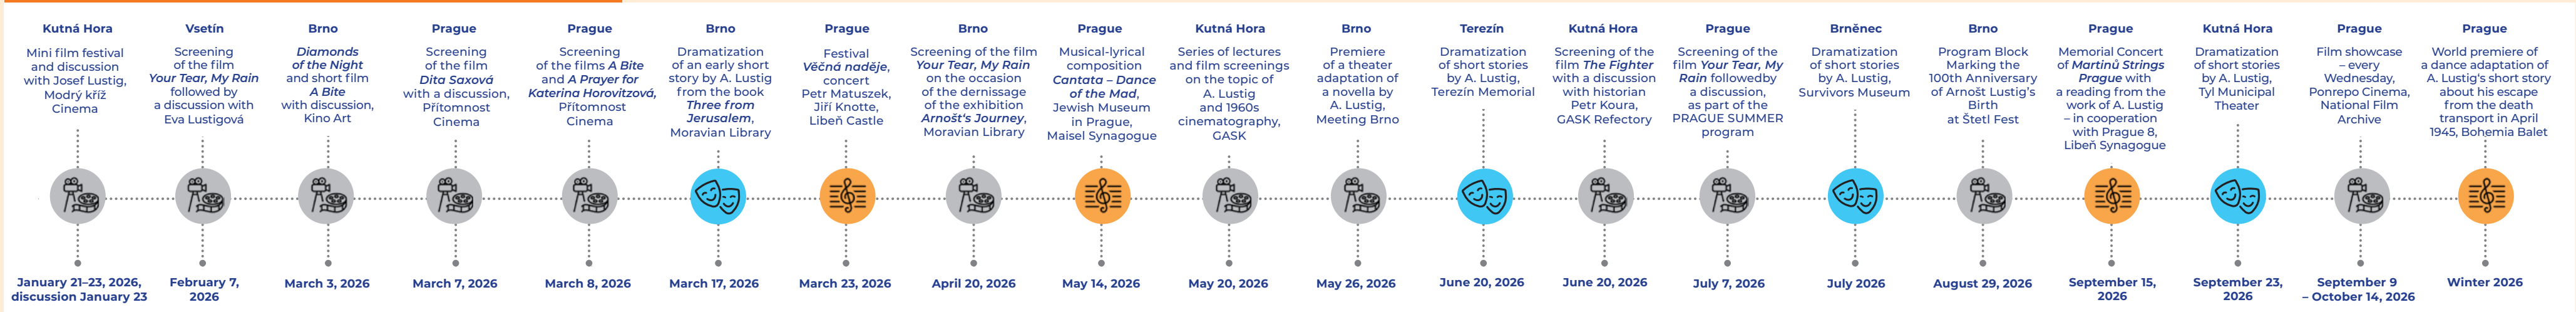 Kutná Hora
Mini film festival
and discussion
with Josef Lustig,
Modrý kříž
Cinema
January 21–23, 2026,
discussion January 23
Vsetín
Screening
of the film
Your Tear, My Rain
followed by
a discussion with
Eva Lustigová
February 7,
2026
Brno
Diamonds
of the Night
and short film
A Bite
with discussion,
Kino Art
March 3, 2026
Prague
Screening
of the film
Dita Saxová
with a discussion,
Přítomnost
Cinema
March 7, 2026
Prague
Screening
of the films A Bite
and A Prayer for
Katerina Horovitzová,
Přítomnost
Cinema
March 8, 2026
Brno
Dramatization
of an early short
story by A. Lustig
from the book
Three from
Jerusalem,
Moravian Library
March 17, 2026
Prague
Festival
Věčná naděje,
concert
Petr Matuszek,
Jiří Knotte,
Libeň Castle
March 23, 2026
Brno
Screening of the film
Your Tear, My Rain
on the occasion
of the dernissage
of the exhibition
Arnošt‘s Journey,
Moravian Library
April 20, 2026
Prague
Musical-lyrical
composition
Cantata – Dance
of the Mad,
Jewish Museum
in Prague,
Maisel Synagogue
May 14, 2026
Kutná Hora
Series of lectures
and film screenings
on the topic of
A. Lustig
and 1960s
cinematography,
GASK
May 20, 2026
Brno
Premiere
of a theater
adaptation of
a novella by
A. Lustig,
Meeting Brno
May 26, 2026
Terezín
Dramatization
of short stories
by A. Lustig,
Terezín Memorial
June 20, 2026
Kutná Hora
Screening of the
film The Fighter
with a discussion
with historian
Petr Koura,
GASK Refectory
June 20, 2026
Prague
Screening of the
film Your Tear, My
Rain followedby
a discussion,
as part of the
PRAGUE SUMMER
program
July 7, 2026
Brněnec
Dramatization
of short stories
by A. Lustig,
Survivors Museum
July 2026
Brno
Program Block
Marking the
100th Anniversary
of Arnošt Lustig’s
Birth
at Štetl Fest
August 29, 2026
Prague
Memorial Concert
of Martinů Strings
Prague with
a reading from the
work of A. Lustig
– in cooperation
with Prague 8,
Libeň Synagogue
September 15,
2026
Kutná Hora
Dramatization
of short stories
by A. Lustig,
Tyl Municipal
Theater
September 23,
2026
Prague
Film showcase
– every
Wednesday,
Ponrepo Cinema,
National Film
Archive
September 9
– October 14, 2026
Prague
World premiere of
a dance adaptation of
A. Lustig‘s short story
about his escape
from the death
transport in April
1945, Bohemia Balet
Winter 2026